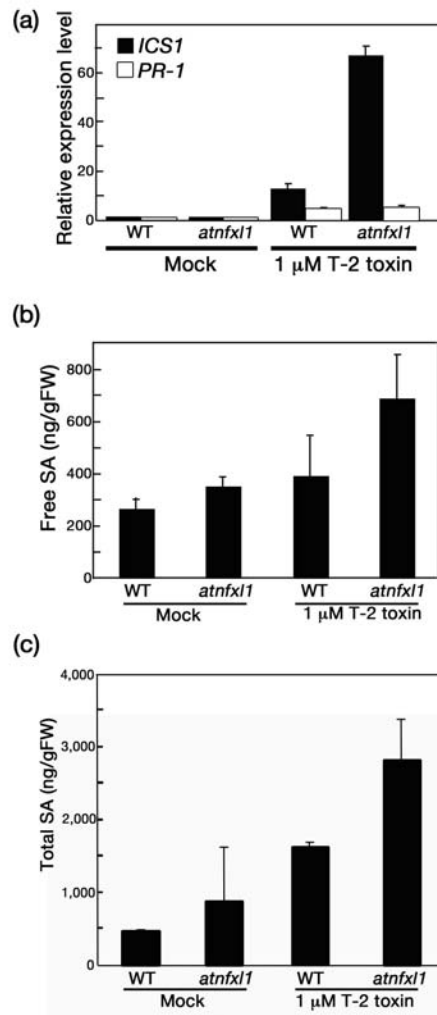 (a)
Relative expression level
60
40
20
0
ICS1
PR-1
WT atnfxl1 WT atnfxl1
Mock 1 μM T-2 toxin
(b)
Free SA (ng/gFW)
800
600
400
200
0
WT atnfxl1 WT atnfxl1
Mock 1 μM T-2 toxin
(c)
Total SA (ng/gFW)
4,000
3,000
2,000
1,000
0
WT atnfxl1 WT atnfxl1
Mock 1 μM T-2 toxin